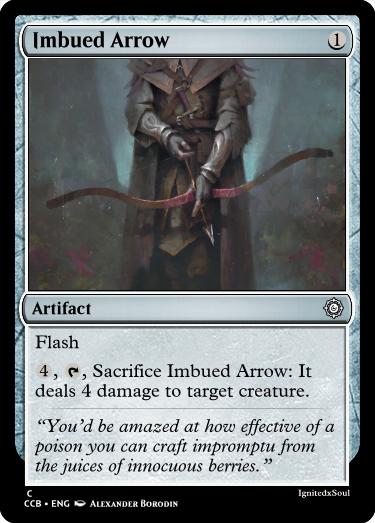 Imbued Arrow 1
Artifact
Flash
4, , Sacrifice Imbued Arrow: It
deals 4 damage to target creature.
“You’d be amazed at how effective of a
poison you can craft impromptu from
the juices of innocuous berries.”
C
CCB • ENG Alexander Borodin
IgnitedxSoul